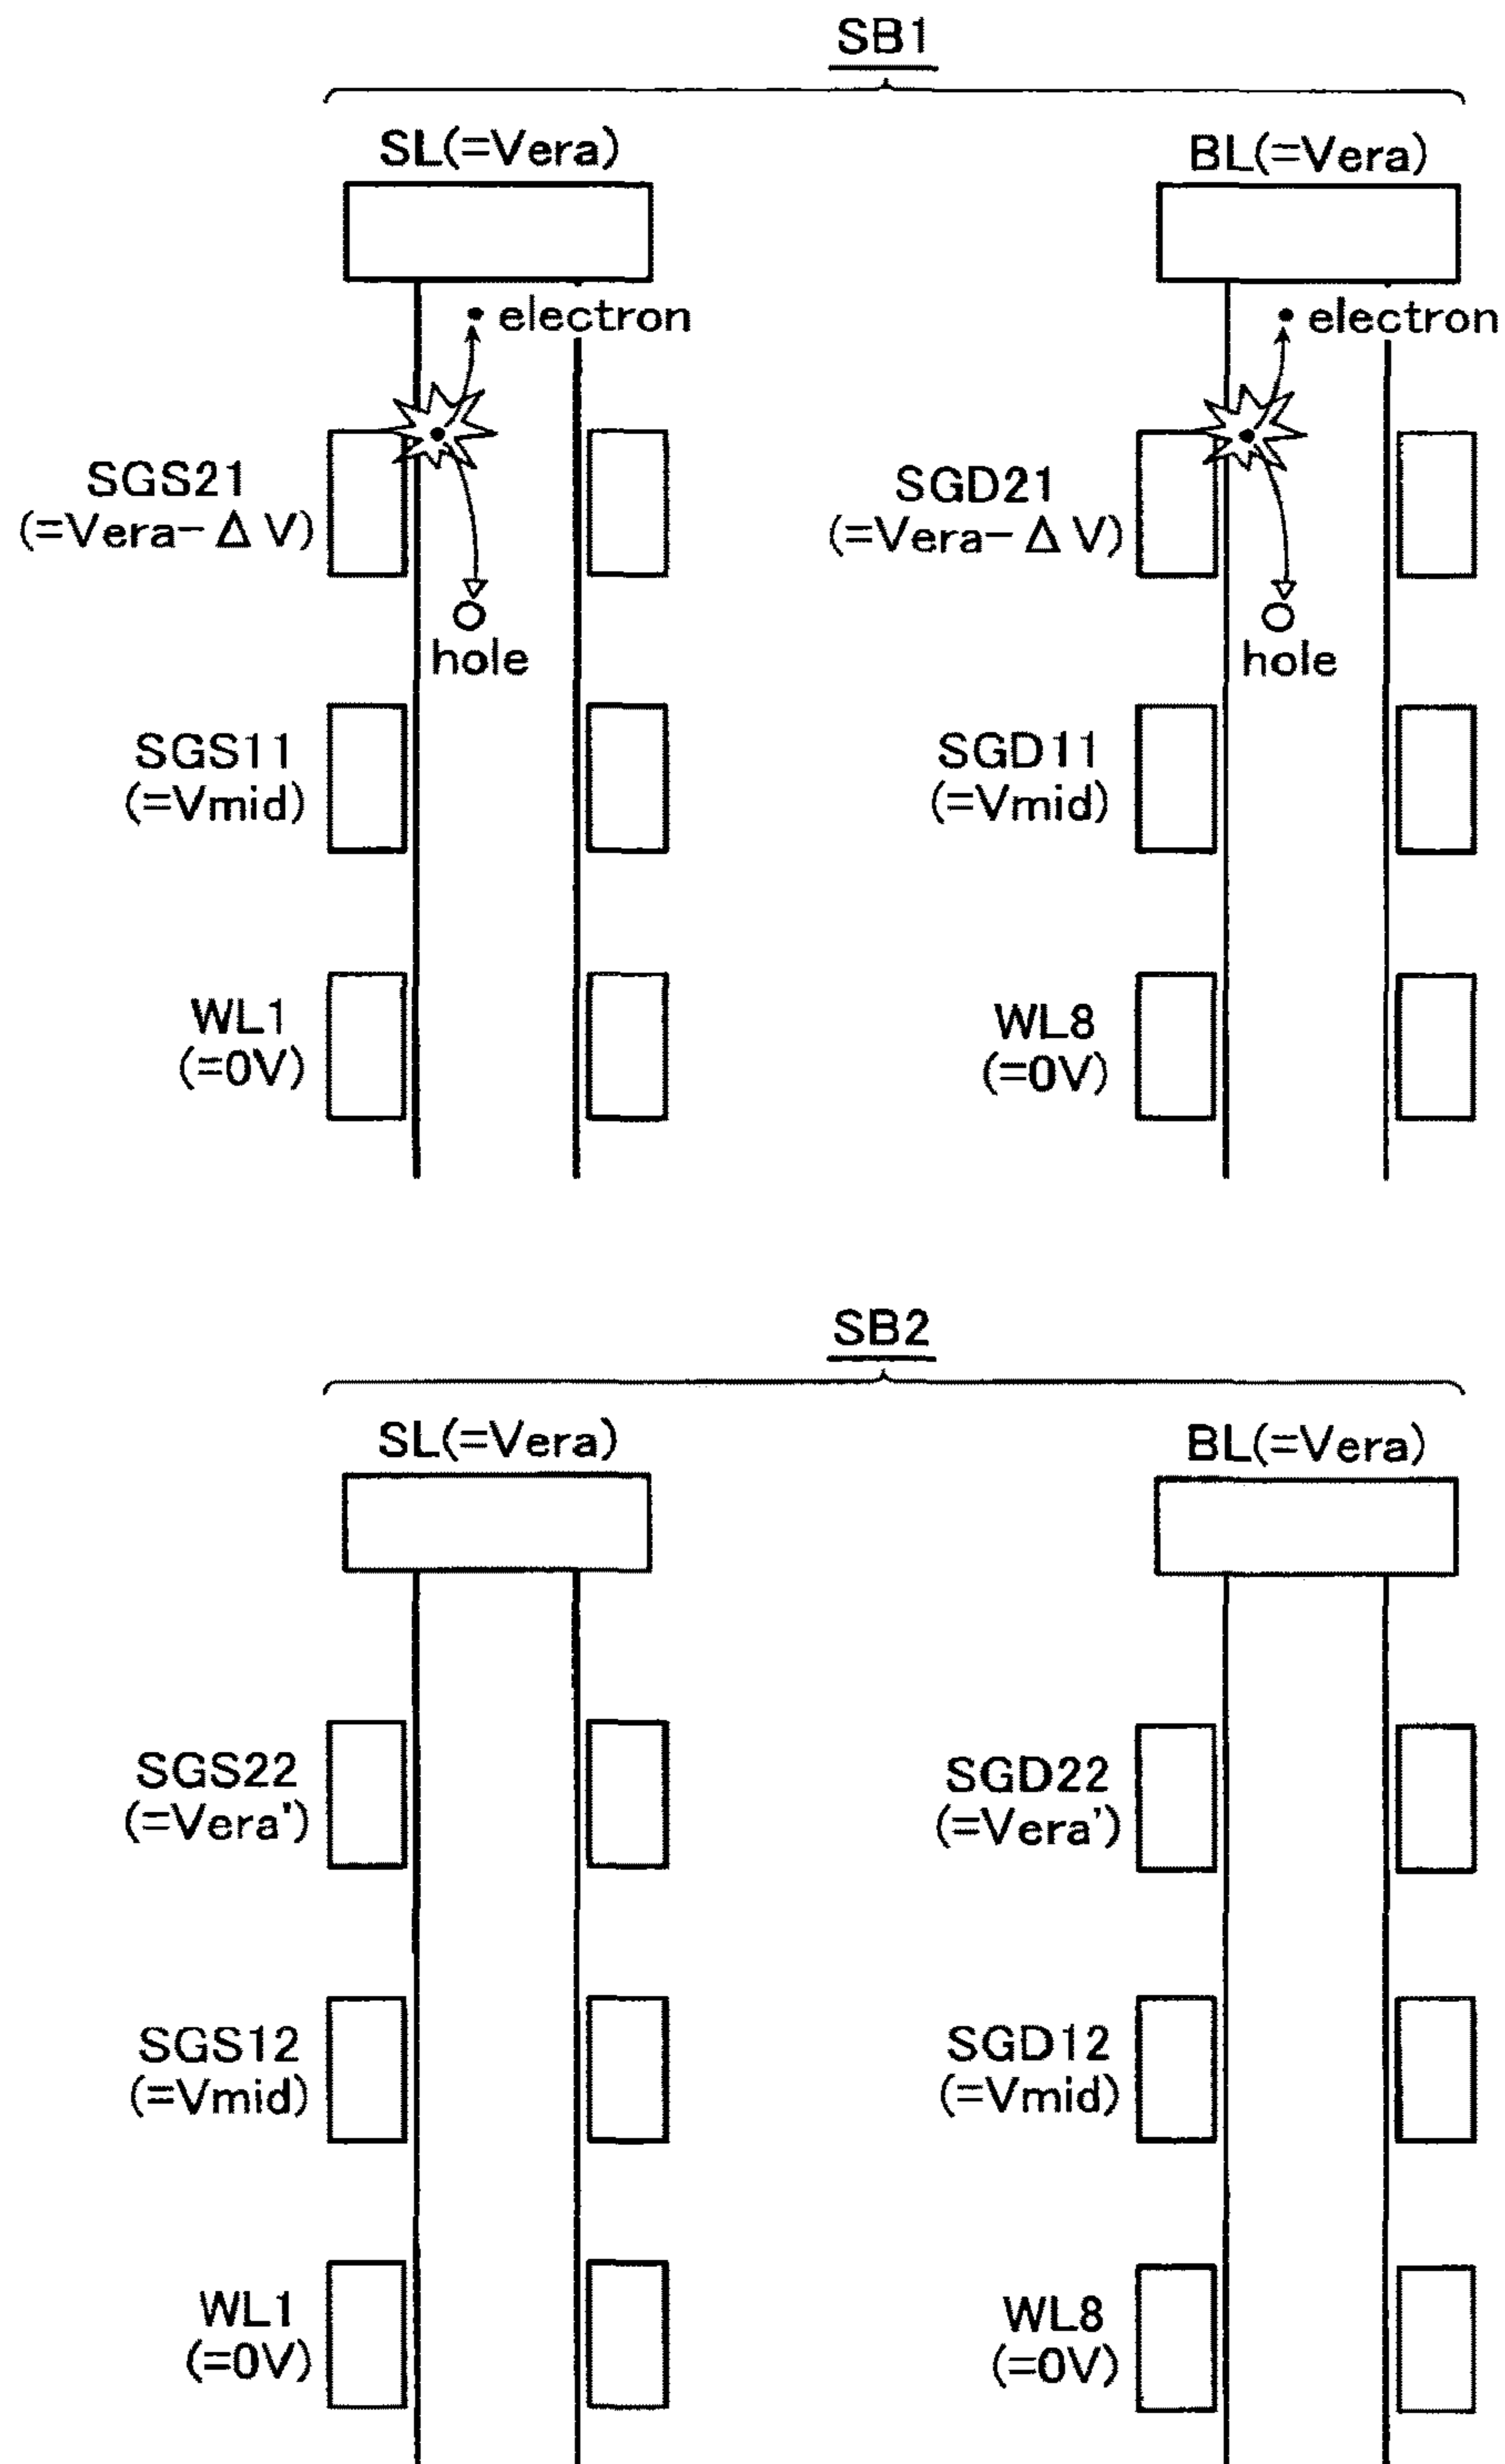 SB1
SL(=Vera)
BL(=Vera)
electron
electron
SGS21
(=Vera-ΔV)
SGD21
(=Vera-ΔV)
hole
hole
SGS11
(=Vmid)
SGD11
(=Vmid)
WL1
(=0V)
WL8
(=0V)
SB2
SL(=Vera)
BL(=Vera)
SGS22
(=Vera')
SGD22
(=Vera')
SGS12
(=Vmid)
SGD12
(=Vmid)
WL1
(=0V)
WL8
(=0V)